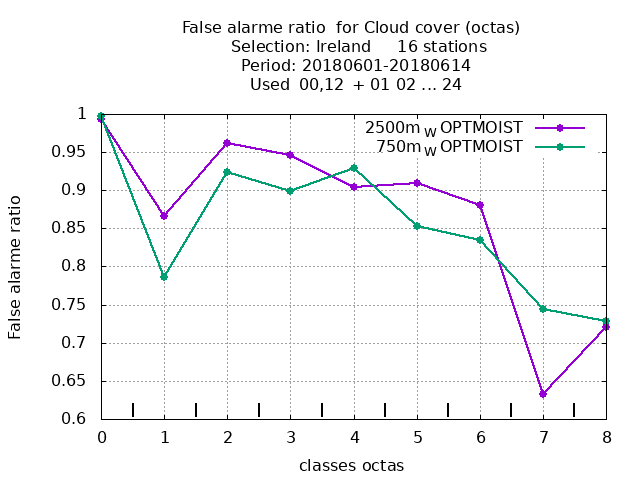 False alarme ratio  for Cloud cover (octas)
Selection: Ireland     16 stations
Period: 20180601-20180614
Used  00,12  + 01 02 ... 24
2500m W OPTMOIST
750m W OPTMOIST
1
0.95
0.9
0.85
0.8
0.75
0.7
0.65
0.6
False alarme ratio
0 1 2 3 4 5 6 7 8
classes octas